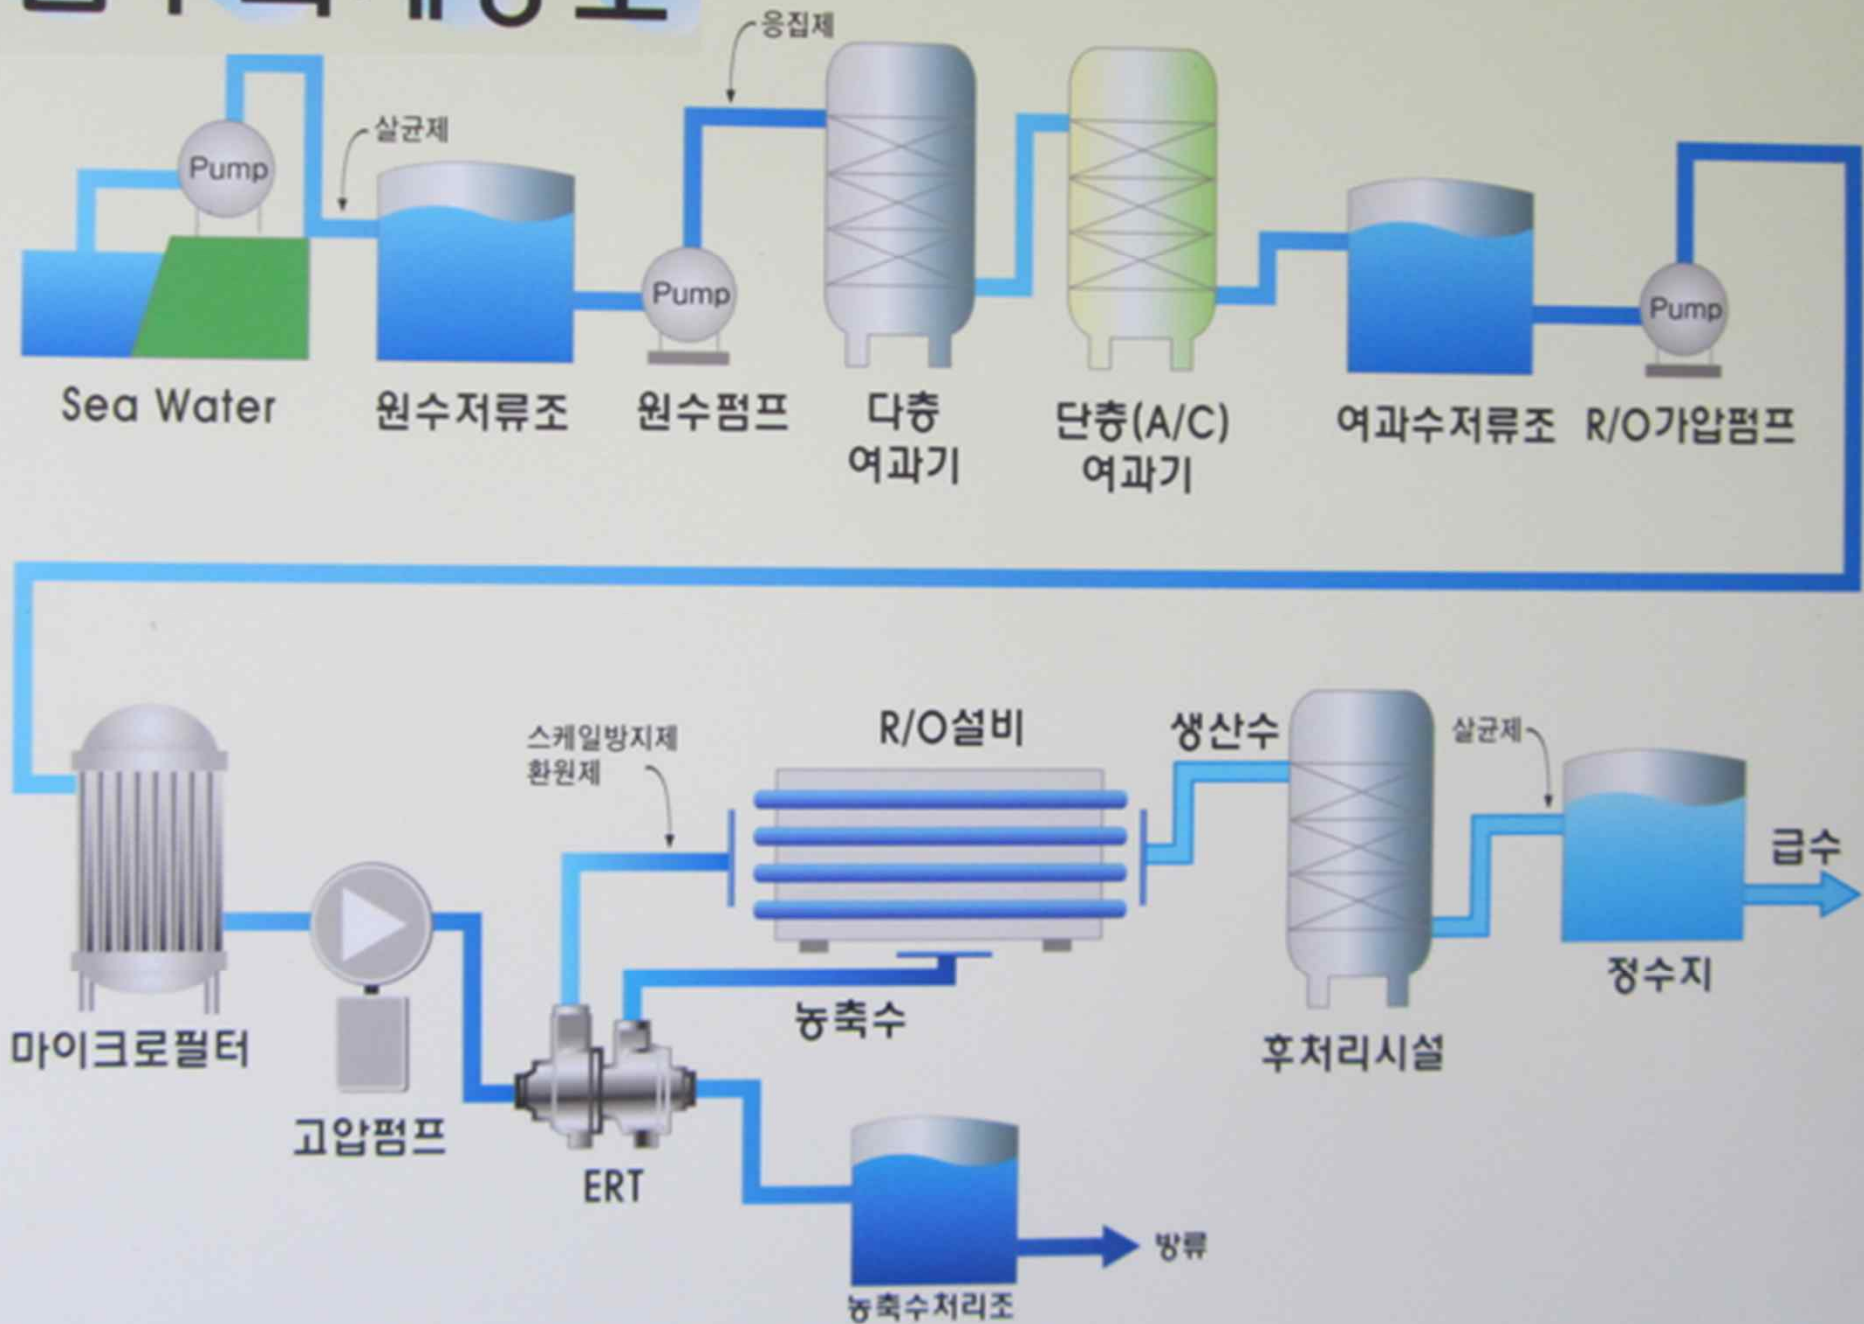 응집제
살균제
Pump
Pump
Pump
Sea Water
원수저류조
원수펌프
다층
여과기
단층(A/C)
여과기
여과수저류조
R/O가압펌프
스케일방지제
환원제
R/O설비
생산수
살균제
급수
정수지
농축수
마이크로필터
후처리시설
고압펌프
ERT
방류
농축수처리조